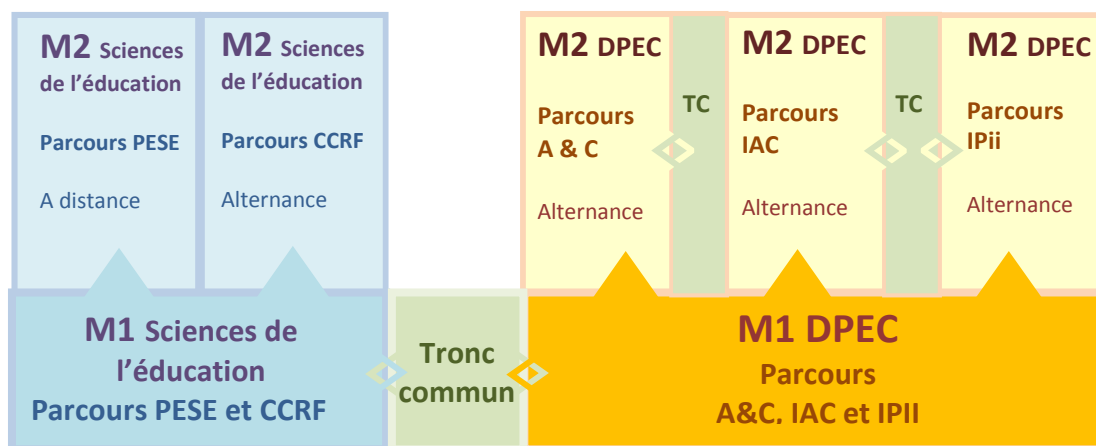 M2 Sciences
de l’éducation
Parcours PESE
A distance
M2 Sciences
de l’éducation
Parcours CCRF
Alternance
M2 DPEC
Parcours
A & C
Alternance
TC
M2 DPEC
Parcours
IAC
Alternance
TC
M2 DPEC
Parcours
IPii
Alternance
M1 Sciences de
l’éducation
Parcours PESE et CCRF
Tronc
commun
M1 DPEC
Parcours
A&C, IAC et IPII